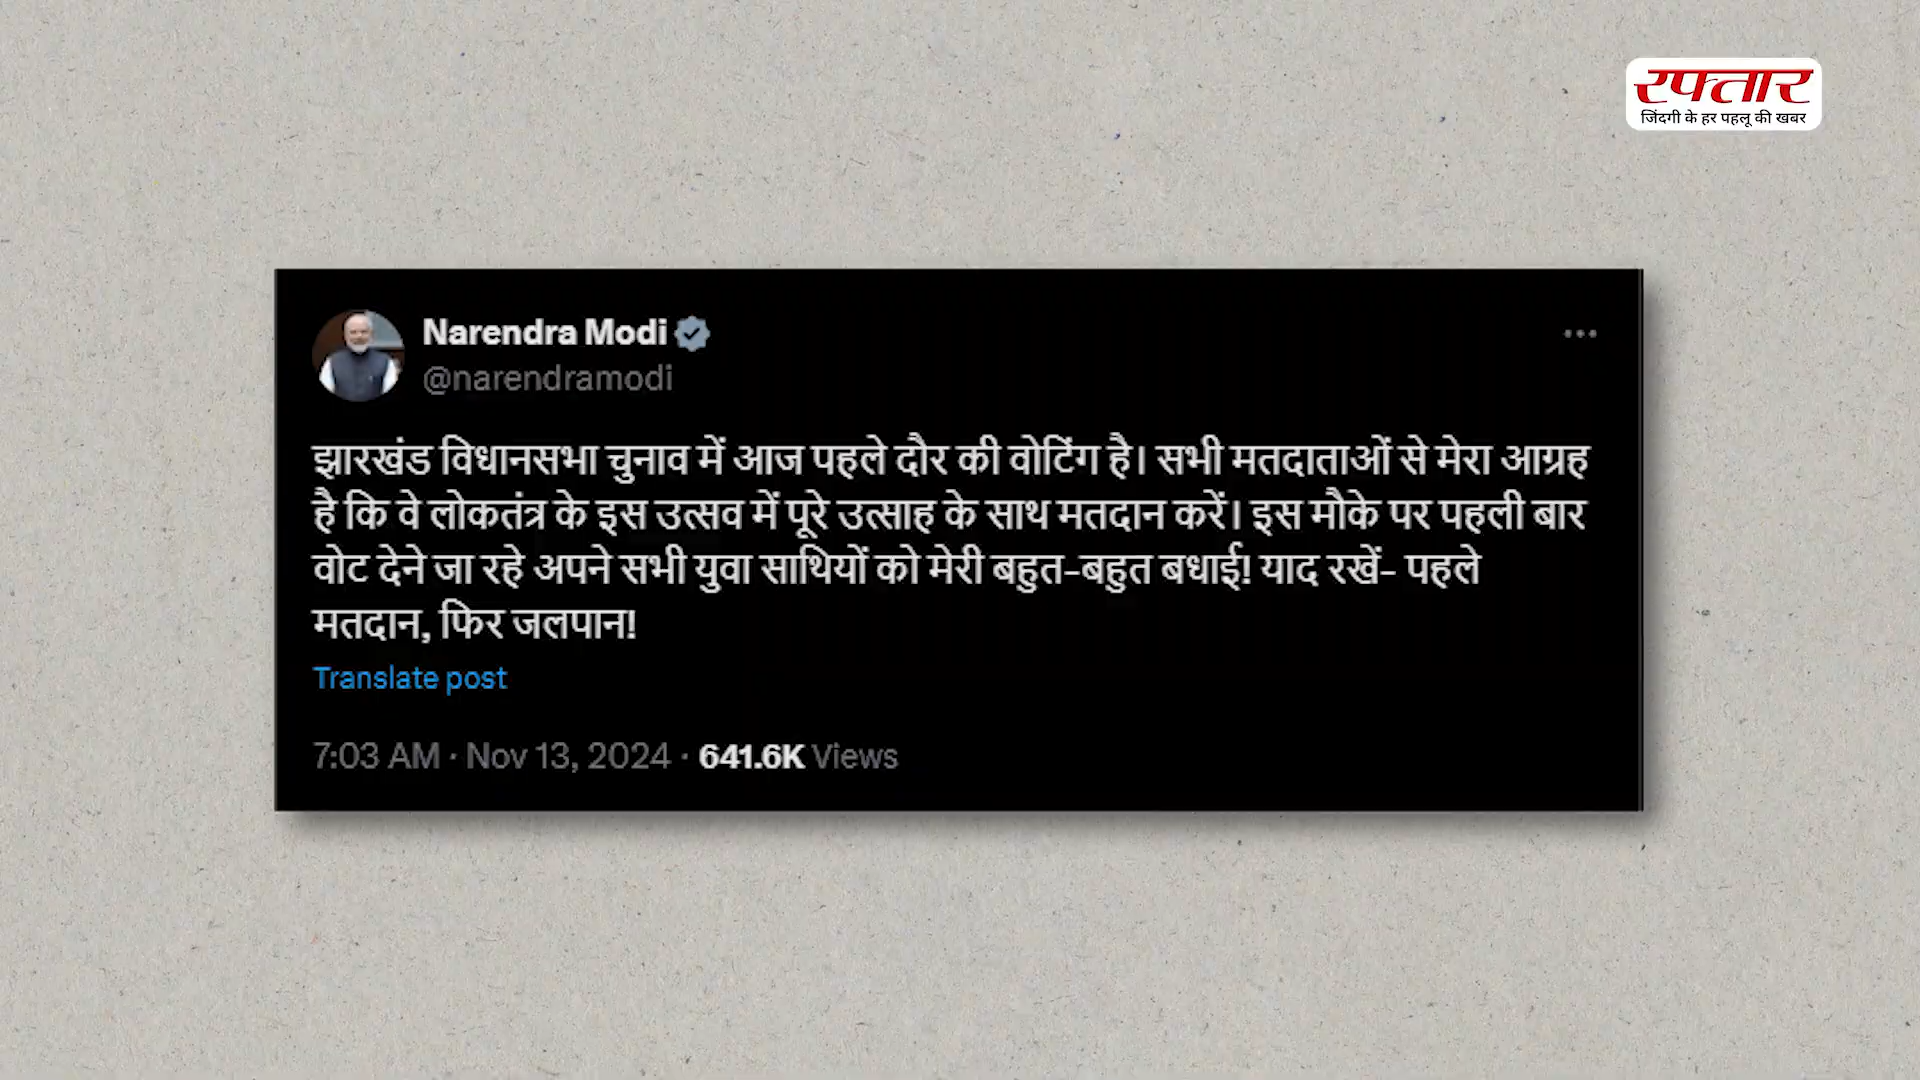 रफ्तार
जिंदगी के हर पहलू की खबर
Narendra Modi
@narendramodi
झारखंड विधानसभा चुनाव में आज पहले दौर की वोटिंग है। सभी मतदाताओं से मेरा आग्रह
है कि वे लोकतंत्र के इस उत्सव में पूरे उत्साह के साथ मतदान करें। इस मौके पर पहली बार
वोट देने जा रहे अपने सभी युवा साथियों को मेरी बहुत-बहुत बधाई! याद रखें- पहले
मतदान, फिर जलपान!
Translate post
7:03 AM · Nov 13, 2024 · 641.6K Views